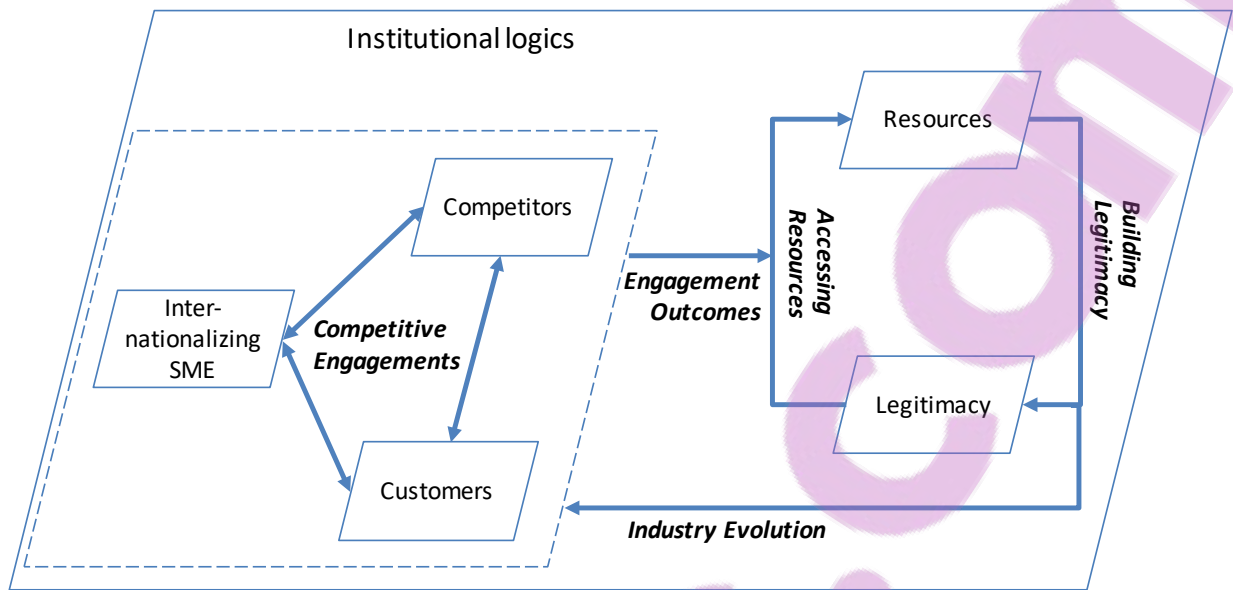 Institutional logics
Resources
Competitors
Accessing
Resources
Building
Legitimacy
Engagement
Outcomes
Inter-
nationalizing
SME
Competitive
Engagements
Legitimacy
Customers
Industry Evolution